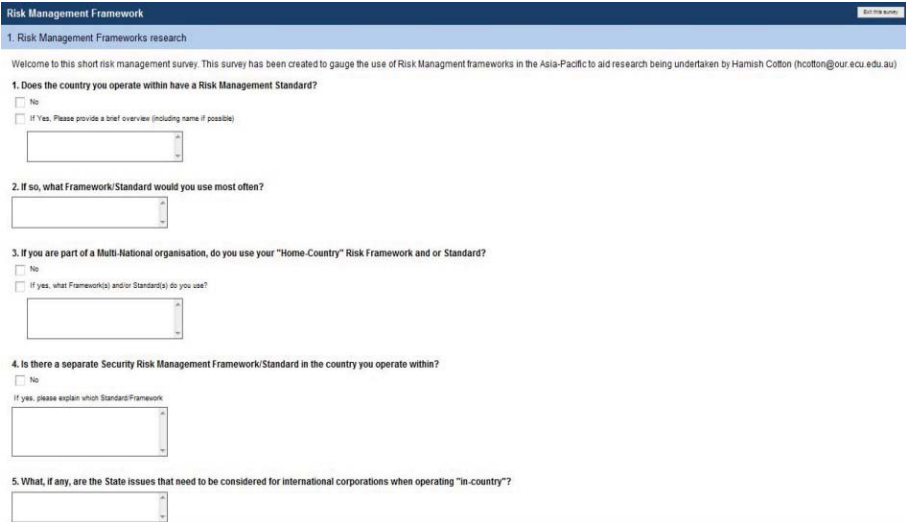 Risk Management Framework
Exit this survey
1. Risk Management Frameworks research
Welcome to this short risk management survey. This survey has been created to gauge the use of Risk Managment frameworks in the Asia-Pacific to aid research being undertaken by Hamish Cotton (hcotton@our.ecu.edu.au)
1. Does the country you operate within have a Risk Management Standard?
No
If Yes, Please provide a brief overview (including name if possible)
2. If so, what Framework/Standard would you use most often?
3. If you are part of a Multi-National organisation, do you use your "Home-Country" Risk Framework and or Standard?
No
If yes, what Framework(s) and/or Standard(s) do you use?
4. Is there a separate Security Risk Management Framework/Standard in the country you operate within?
No
If yes, please explain which Standard/Framework
5. What, if any, are the State issues that need to be considered for international corporations when operating "in-country"?